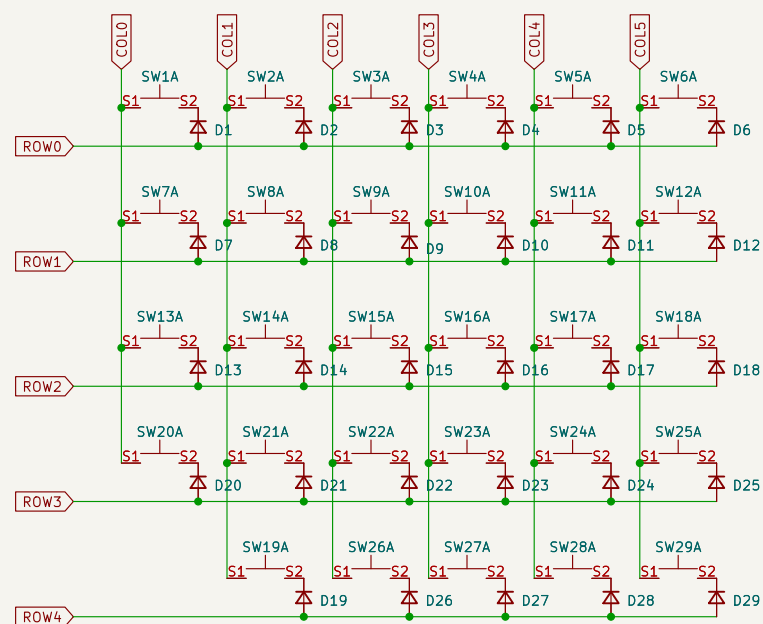 COL0 COL1 COL2 COL3 COL4 COL5
SW1A SW2A SW3A SW4A SW5A SW6A
S1 S2 S1 S2 S1 S2 S1 S2 S1 S2 S1 S2
D1 D2 D3 D4 D5 D6
ROW0
SW7A SW8A SW9A SW10A SW11A SW12A
S1 S2 S1 S2 S1 S2 S1 S2 S1 S2 S1 S2
D7 D8 D9 D10 D11 D12
ROW1
SW13A SW14A SW15A SW16A SW17A SW18A
S1 S2 S1 S2 S1 S2 S1 S2 S1 S2 S1 S2
D13 D14 D15 D16 D17 D18
ROW2
SW20A SW21A SW22A SW23A SW24A SW25A
S1 S2 S1 S2 S1 S2 S1 S2 S1 S2 S1 S2
D20 D21 D22 D23 D24 D25
ROW3
SW19A SW26A SW27A SW28A SW29A
S1 S2 S1 S2 S1 S2 S1 S2 S1 S2
D19 D26 D27 D28 D29
ROW4